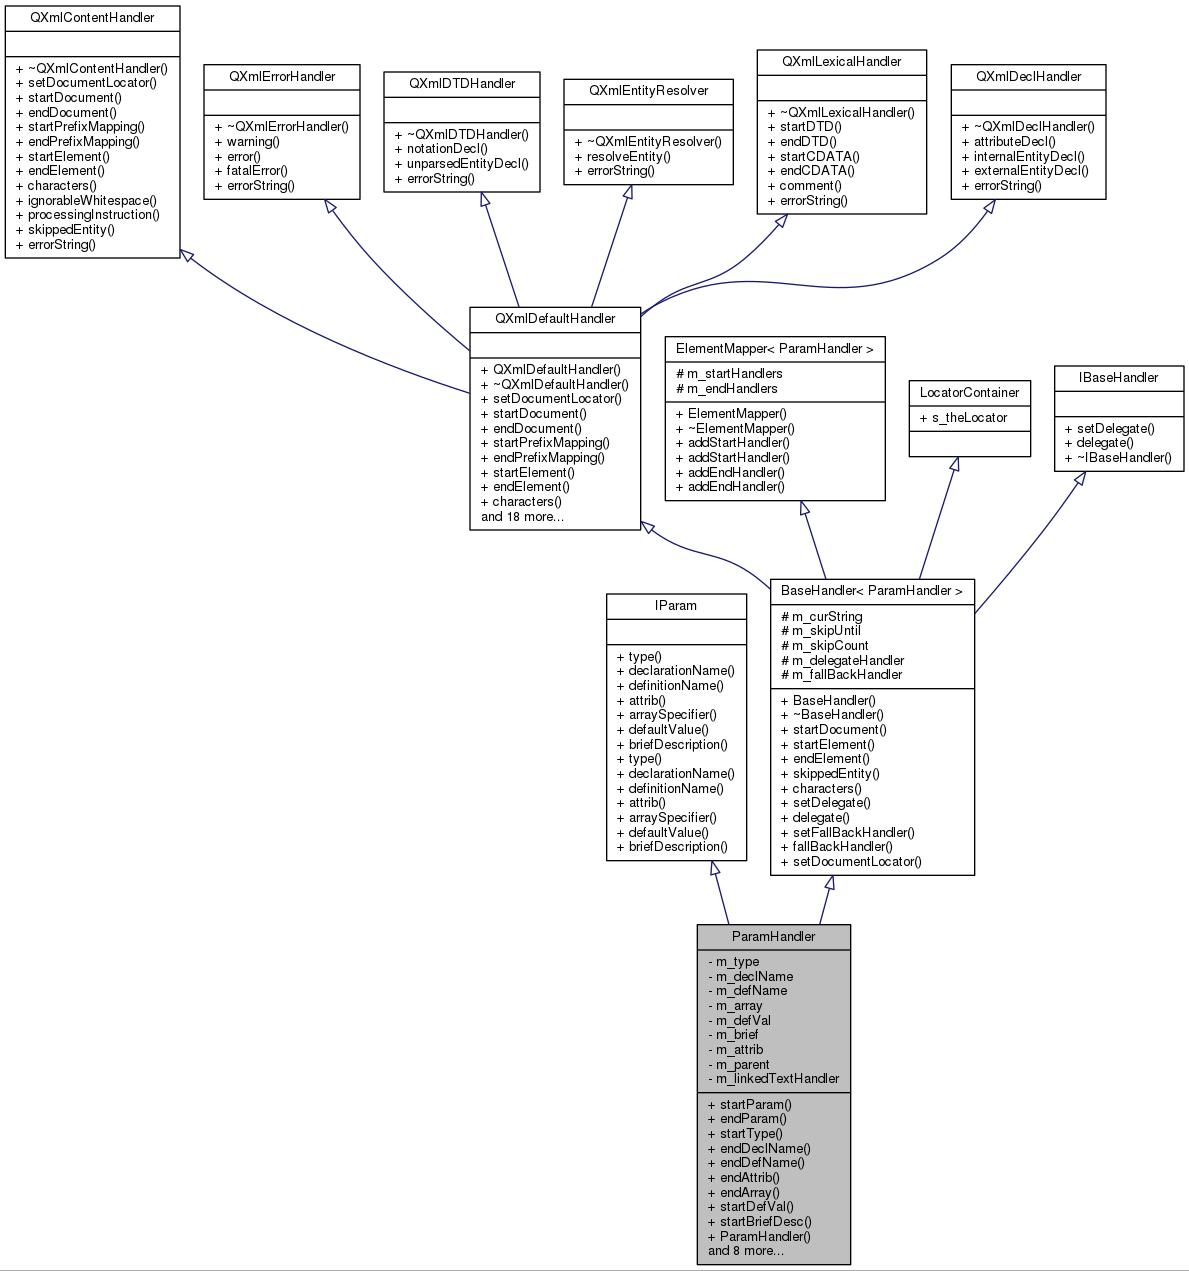 QXmlContentHandler
+ ~QXmlContentHandler()
+ setDocumentLocator()
+ startDocument()
+ endDocument()
+ startPrefixMapping()
+ endPrefixMapping()
+ startElement()
+ endElement()
+ characters()
+ ignorableWhitespace()
+ processingInstruction()
+ skippedEntity()
+ errorString()
QXmlErrorHandler
+ ~QXmlErrorHandler()
+ warning()
+ error()
+ fatalError()
+ errorString()
QXmlDTDHandler
+ ~QXmlDTDHandler()
+ notationDecl()
+ unparsedEntityDecl()
+ errorString()
QXmlEntityResolver
+ ~QXmlEntityResolver()
+ resolveEntity()
+ errorString()
QXmlLexicalHandler
+ ~QXmlLexicalHandler()
+ startDTD()
+ endDTD()
+ startCDATA()
+ endCDATA()
+ comment()
+ errorString()
QXmlDeclHandler
+ ~QXmlDeclHandler()
+ attributeDecl()
+ internalEntityDecl()
+ externalEntityDecl()
+ errorString()
QXmlDefaultHandler
+ QXmlDefaultHandler()
+ ~QXmlDefaultHandler()
+ setDocumentLocator()
+ startDocument()
+ endDocument()
+ startPrefixMapping()
+ endPrefixMapping()
+ startElement()
+ endElement()
+ characters()
and 18 more...
ElementMapper< ParamHandler >
# m_startHandlers
# m_endHandlers
+ ElementMapper()
+ ~ElementMapper()
+ addStartHandler()
+ addStartHandler()
+ addEndHandler()
+ addEndHandler()
LocatorContainer
+ s_theLocator
IBaseHandler
+ setDelegate()
+ delegate()
+ ~IBaseHandler()
IParam
+ type()
+ declarationName()
+ definitionName()
+ attrib()
+ arraySpecifier()
+ defaultValue()
+ briefDescription()
+ type()
+ declarationName()
+ definitionName()
+ attrib()
+ arraySpecifier()
+ defaultValue()
+ briefDescription()
BaseHandler< ParamHandler >
# m_curString
# m_skipUntil
# m_skipCount
# m_delegateHandler
# m_fallBackHandler
+ BaseHandler()
+ ~BaseHandler()
+ startDocument()
+ startElement()
+ endElement()
+ skippedEntity()
+ characters()
+ setDelegate()
+ delegate()
+ setFallBackHandler()
+ fallBackHandler()
+ setDocumentLocator()
ParamHandler
- m_type
- m_declName
- m_defName
- m_array
- m_defVal
- m_brief
- m_attrib
- m_parent
- m_linkedTextHandler
+ startParam()
+ endParam()
+ startType()
+ endDeclName()
+ endDefName()
+ endAttrib()
+ endArray()
+ startDefVal()
+ startBriefDesc()
+ ParamHandler()
and 8 more...